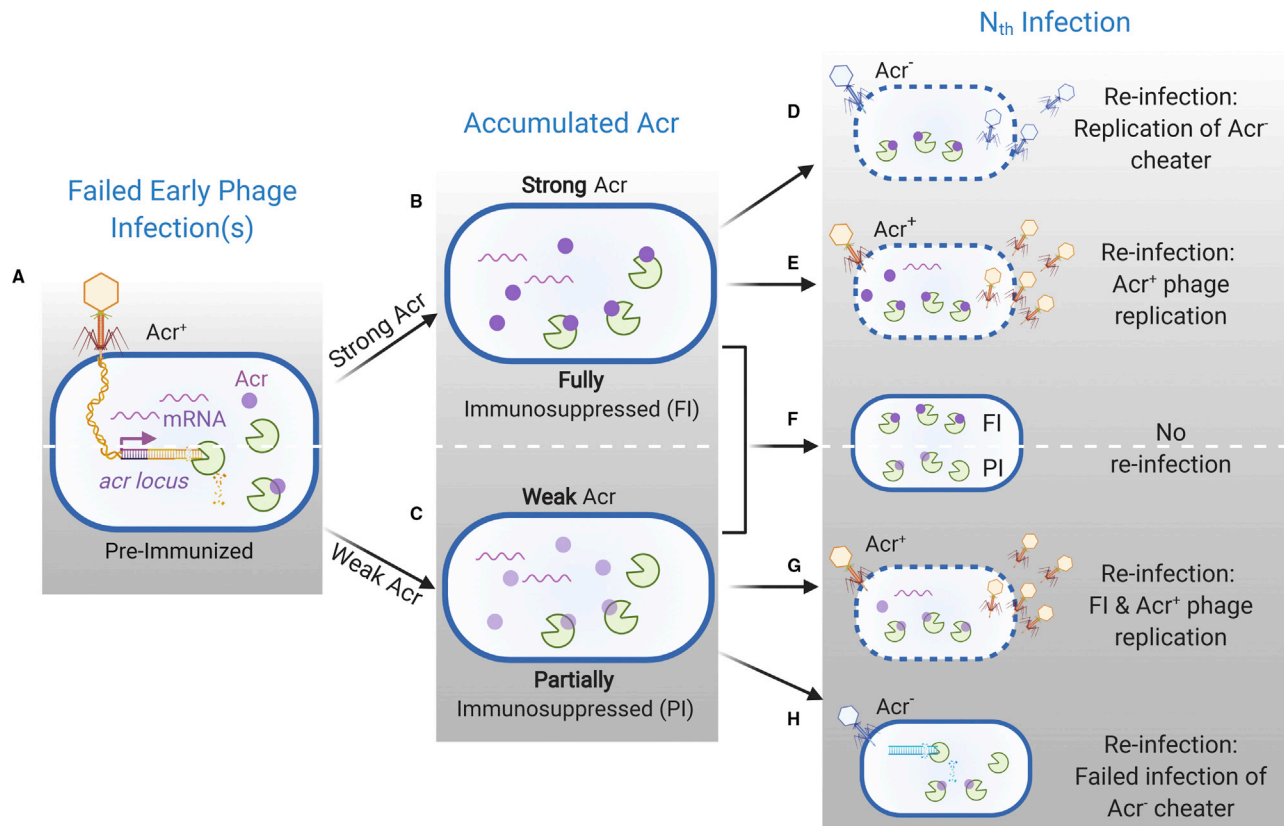 Failed Early Phage
Infection(s)
A
Acr⁺
Acr
mRNA
acr locus
Pre-Immunized
Strong Acr
Weak Acr
Accumulated Acr
B
Strong Acr
Fully
Immunosuppressed (FI)
C
Weak Acr
Partially
Immunosuppressed (PI)
Nth Infection
D
Acr⁻
Re-infection:
Replication of Acr⁻
cheater
E
Acr⁺
Re-infection:
Acr⁺ phage
replication
F
FI
PI
No
re-infection
G
Acr⁺
Re-infection:
FI & Acr⁺ phage
replication
H
Acr⁻
Re-infection:
Failed infection of
Acr⁻ cheater